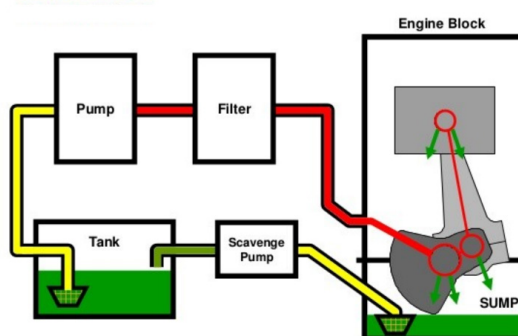 Engine Block
Pump
Filter
Tank
Scavenge
Pump
SUMP